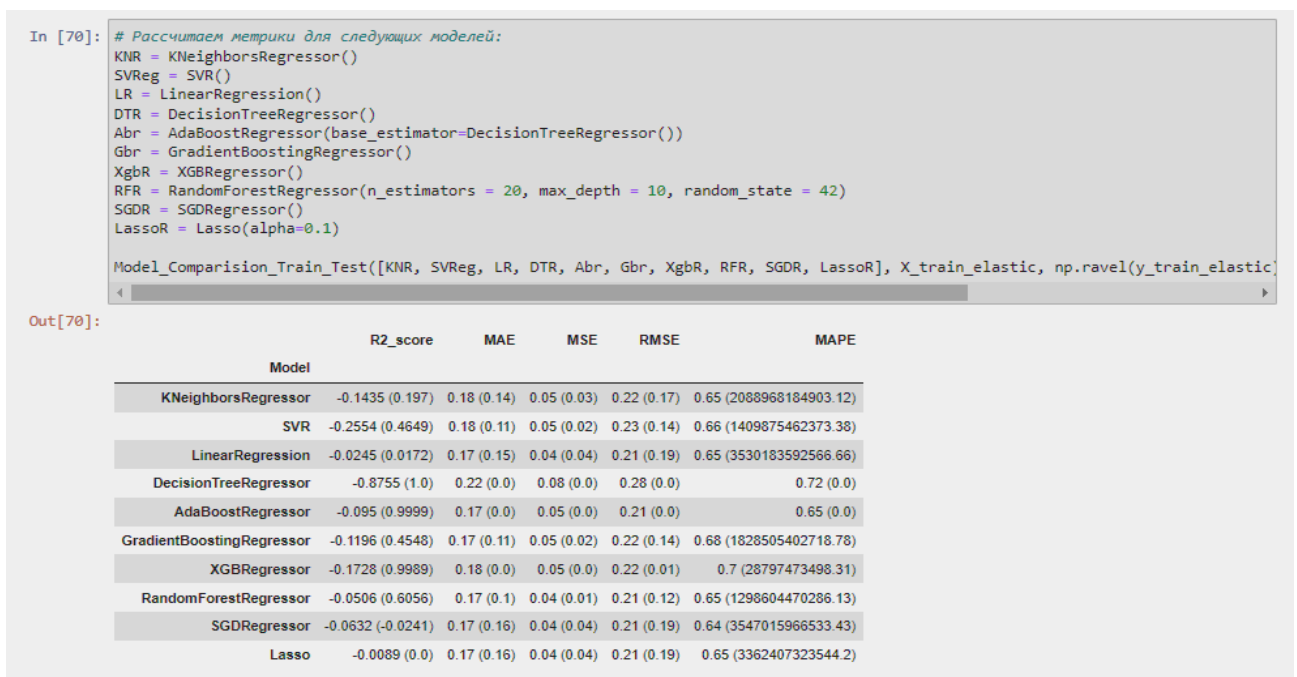 In [70]: # Рассчитаем метрики для следующих моделей:
KNR = KNeighborsRegressor()
SVReg = SVR()
LR = LinearRegression()
DTR = DecisionTreeRegressor()
Abr = AdaBoostRegressor(base_estimator=DecisionTreeRegressor())
Gbr = GradientBoostingRegressor()
XgbR = XGBRegressor()
RFR = RandomForestRegressor(n_estimators = 20, max_depth = 10, random_state = 42)
SGDR = SGDRegressor()
LassoR = Lasso(alpha=0.1)
Model_Comparision_Train_Test([KNR, SVReg, LR, DTR, Abr, Gbr, XgbR, RFR, SGDR, LassoR], X_train_elastic, np.ravel(y_train_elastic)
Out[70]:
R2_score MAE MSE RMSE MAPE
Model
KNeighborsRegressor -0.1435 (0.197) 0.18 (0.14) 0.05 (0.03) 0.22 (0.17) 0.65 (2088968184903.12)
SVR -0.2554 (0.4649) 0.18 (0.11) 0.05 (0.02) 0.23 (0.14) 0.66 (1409875462373.38)
LinearRegression -0.0245 (0.0172) 0.17 (0.15) 0.04 (0.04) 0.21 (0.19) 0.65 (3530183592566.66)
DecisionTreeRegressor -0.8755 (1.0) 0.22 (0.0) 0.08 (0.0) 0.28 (0.0) 0.72 (0.0)
AdaBoostRegressor -0.095 (0.9999) 0.17 (0.0) 0.05 (0.0) 0.21 (0.0) 0.65 (0.0)
GradientBoostingRegressor -0.1196 (0.4548) 0.17 (0.11) 0.05 (0.02) 0.22 (0.14) 0.68 (1828505402718.78)
XGBRegressor -0.1728 (0.9989) 0.18 (0.0) 0.05 (0.0) 0.22 (0.01) 0.7 (28797473498.31)
RandomForestRegressor -0.0506 (0.6056) 0.17 (0.1) 0.04 (0.01) 0.21 (0.12) 0.65 (1298604470286.13)
SGDRegressor -0.0632 (-0.0241) 0.17 (0.16) 0.04 (0.04) 0.21 (0.19) 0.64 (3547015966533.43)
Lasso -0.0089 (0.0) 0.17 (0.16) 0.04 (0.04) 0.21 (0.19) 0.65 (3362407323544.2)